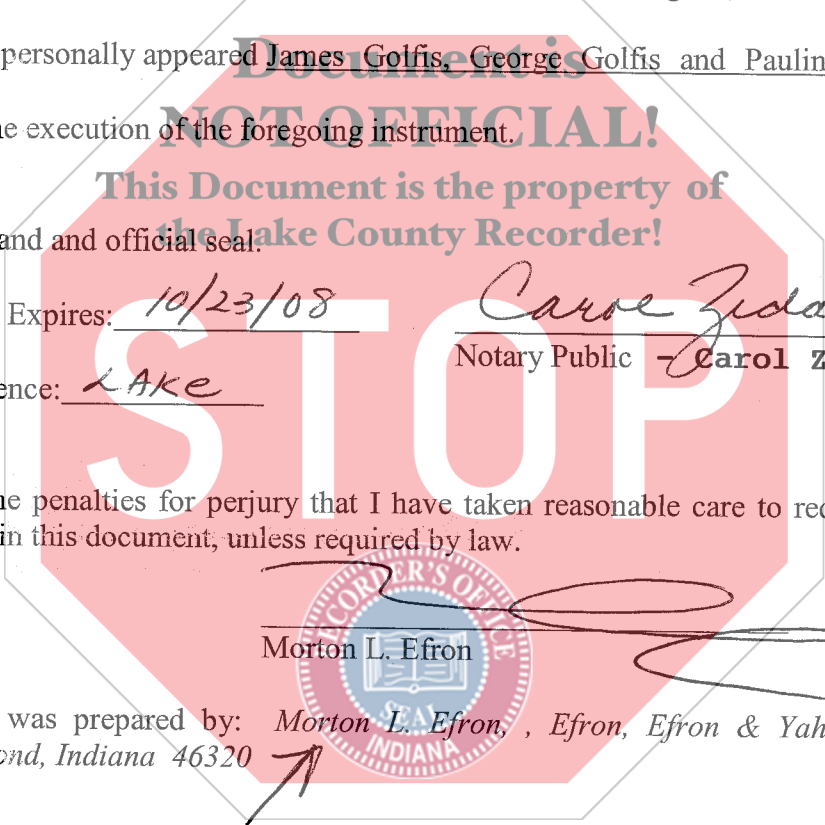 personally appeared James Golfis, George Golfis and Paulin
Document is
NOT OFFICIAL!
e execution of the foregoing instrument.
This Document is the property of
the Lake County Recorder!
and and official seal.
Expires: 10/23/08
Carol Zida
Notary Public - Carol Z
ence: LAKE
STOP
e penalties for perjury that I have taken reasonable care to red
in this document, unless required by law.
RECORDER'S OFFICE
SEAL
INDIANA
Morton L. Efron
was prepared by: Morton L. Efron, , Efron, Efron & Yah
ond, Indiana 46320